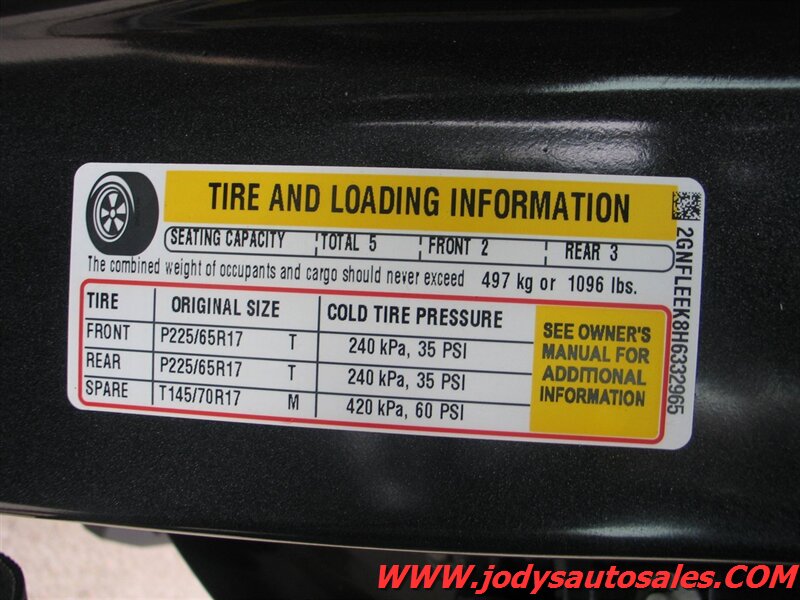 TIRE AND LOADING INFORMATION
SEATING CAPACITY TOTAL 5 FRONT 2 REAR 3
The combined weight of occupants and cargo should never exceed 497 kg or 1096 lbs.
TIRE ORIGINAL SIZE COLD TIRE PRESSURE
FRONT P225/65R17 T 240 kPa, 35 PSI
REAR P225/65R17 T 240 kPa, 35 PSI
SPARE T145/70R17 M 420 kPa, 60 PSI
SEE OWNER'S
MANUAL FOR
ADDITIONAL
INFORMATION
2GNFLEEK8H6332965
WWW.jodysautosales.COM